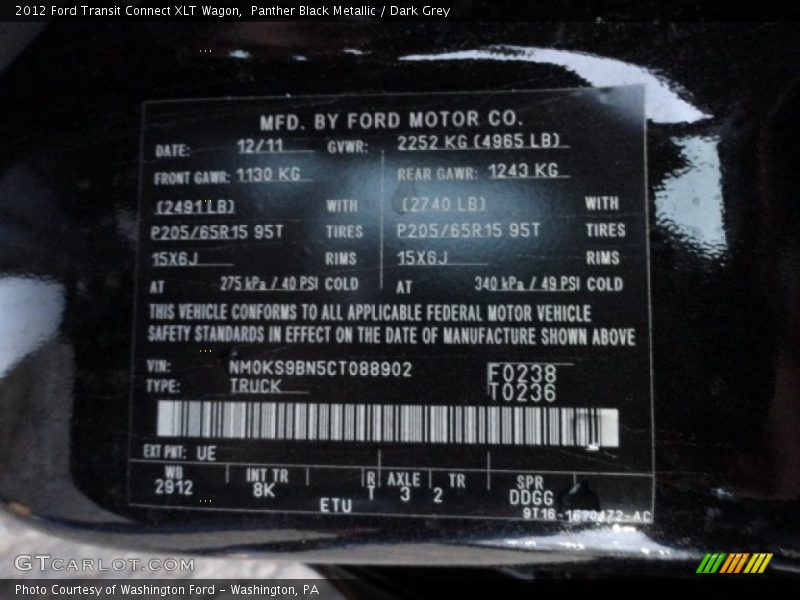 2012 Ford Transit Connect XLT Wagon, Panther Black Metallic / Dark Grey
MFD. BY FORD MOTOR CO.
DATE: 12/11 GVWR: 2252 KG (4965 LB)
FRONT GAWR: 1130 KG REAR GAWR: 1243 KG
(2491 LB) WITH (2740 LB) WITH
P205/65R15 95T TIRES P205/65R15 95T TIRES
15X6J RIMS 15X6J RIMS
AT 275 kPa / 40 PSI COLD AT 340 kPa / 49 PSI COLD
THIS VEHICLE CONFORMS TO ALL APPLICABLE FEDERAL MOTOR VEHICLE
SAFETY STANDARDS IN EFFECT ON THE DATE OF MANUFACTURE SHOWN ABOVE
VIN: NM0KS9BN5CT088902 F0238
TYPE: TRUCK T0236
EXT PNT: UE
WB INT TR R AXLE TR SPR
2912 8K T 3 2 DDGG
ETU 9T16-1620472-AC
GTCARLOT.COM
Photo Courtesy of Washington Ford - Washington, PA